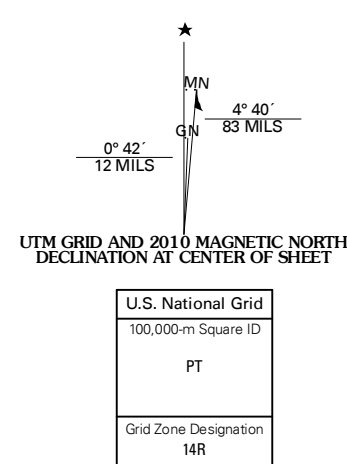 ★
MN
4° 40´
83 MILS
GN
0° 42´
12 MILS
UTM GRID AND 2010 MAGNETIC NORTH
DECLINATION AT CENTER OF SHEET
U.S. National Grid
100,000-m Square ID
PT
Grid Zone Designation
14R